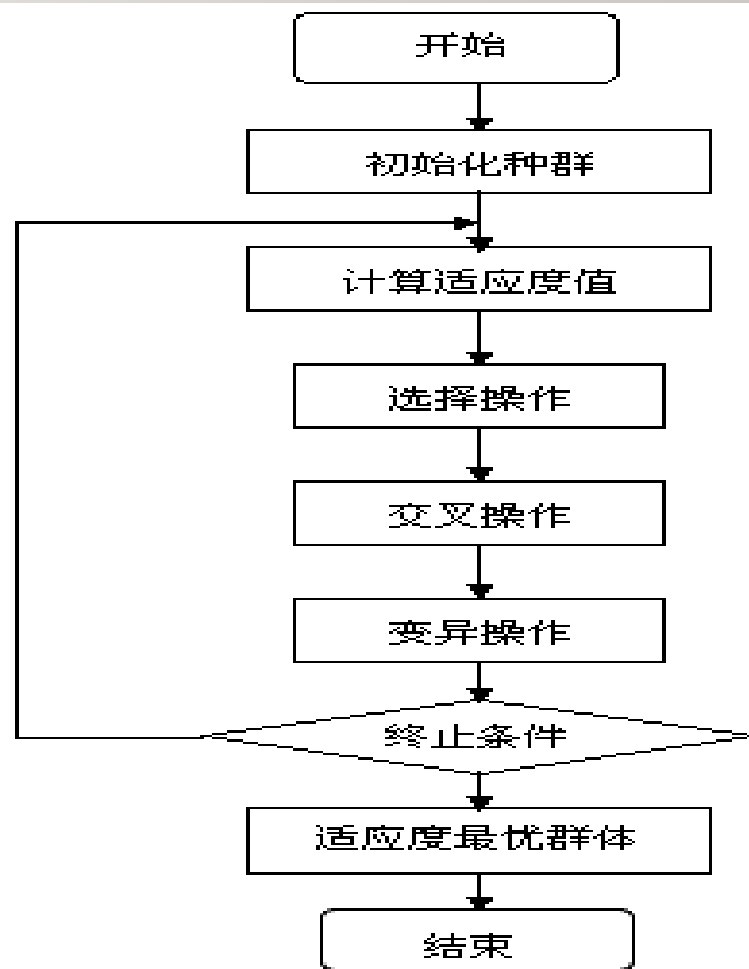 开始
初始化种群
计算适应度值
选择操作
交叉操作
变异操作
终止条件
适应度最优群体
结束